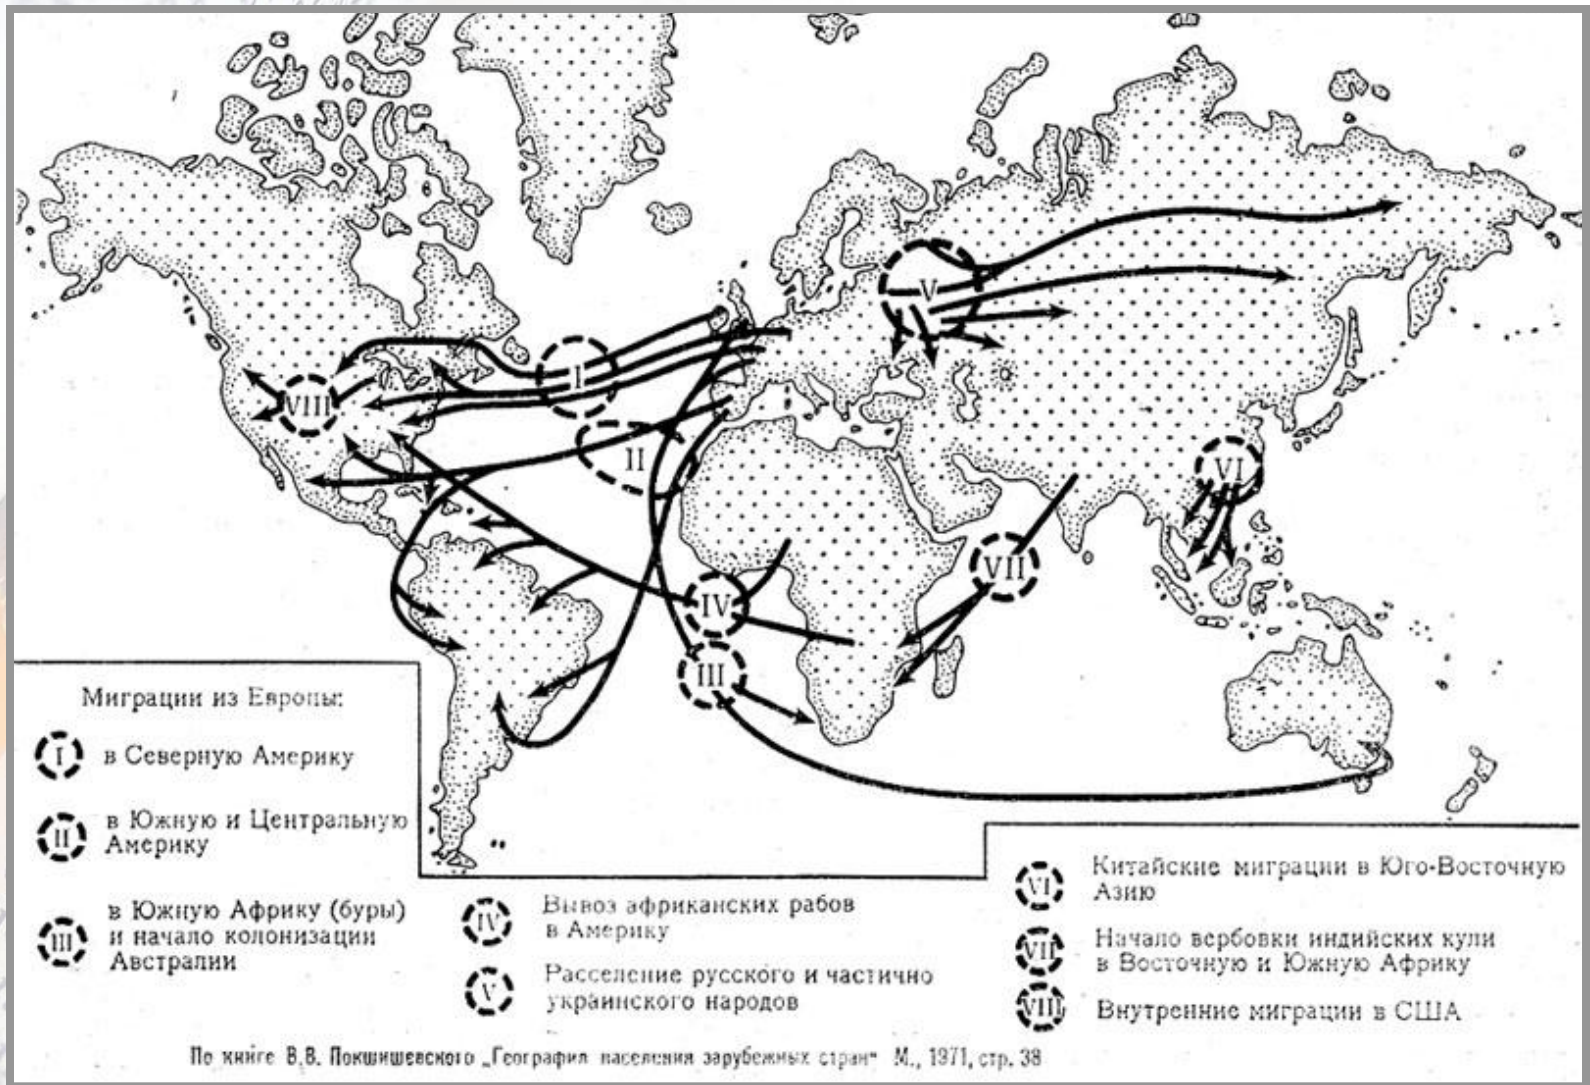 I
II
III
IV
V
VI
VII
VIII
Миграции из Европы:
I в Северную Америку
II в Южную и Центральную
Америку
III в Южную Африку (буры)
и начало колонизации
Австралии
IV Вывоз африканских рабов
в Америку
V Расселение русского и частично
украинского народов
VI Китайские миграции в Юго-Восточную
Азию
VII Начало вербовки индийских кули
в Восточную и Южную Африку
VIII Внутренние миграции в США
По книге В.В. Покшишевского „География населения зарубежных стран“ М., 1971, стр. 38